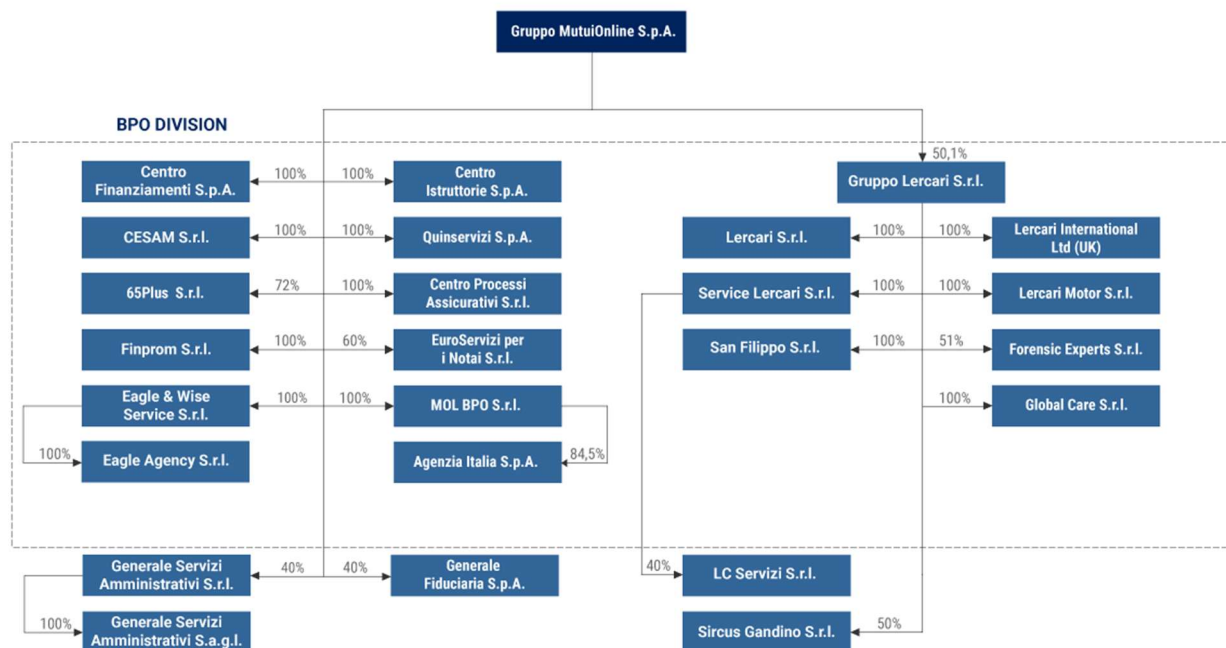 Gruppo MutuiOnline S.p.A.
BPO DIVISION
50,1%
Centro
Finanziamenti S.p.A.
100%
100%
Centro
Istruttorie S.p.A.
Gruppo Lercari S.r.l.
CESAM S.r.l.
100%
100%
Quinservizi S.p.A.
Lercari S.r.l.
100%
100%
Lercari International
Ltd (UK)
65Plus S.r.l.
72%
100%
Centro Processi
Assicurativi S.r.l.
Service Lercari S.r.l.
100%
100%
Lercari Motor S.r.l.
Finprom S.r.l.
100%
60%
EuroServizi per
i Notai S.r.l.
San Filippo S.r.l.
100%
51%
Forensic Experts S.r.l.
Eagle & Wise
Service S.r.l.
100%
100%
MOL BPO S.r.l.
100%
Global Care S.r.l.
100%
Eagle Agency S.r.l.
Agenzia Italia S.p.A.
84,5%
Generale Servizi
Amministrativi S.r.l.
40%
40%
Generale
Fiduciaria S.p.A.
40%
LC Servizi S.r.l.
100%
Generale Servizi
Amministrativi S.a.g.l.
Sircus Gandino S.r.l.
50%